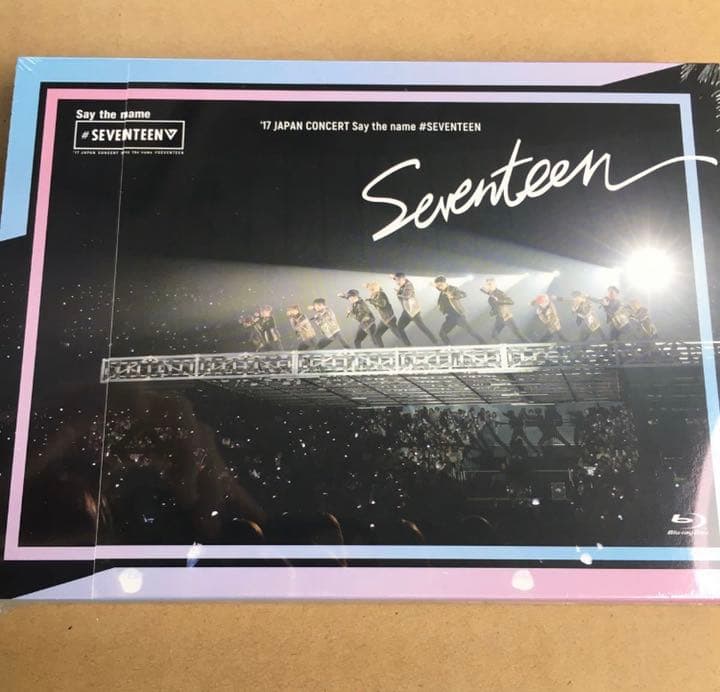 Say the name
# SEVENTEEN
'17 JAPAN CONCERT Say the name #SEVENTEEN
'17 JAPAN CONCERT Say the name #SEVENTEEN
Seventeen
Blu-ray Disc